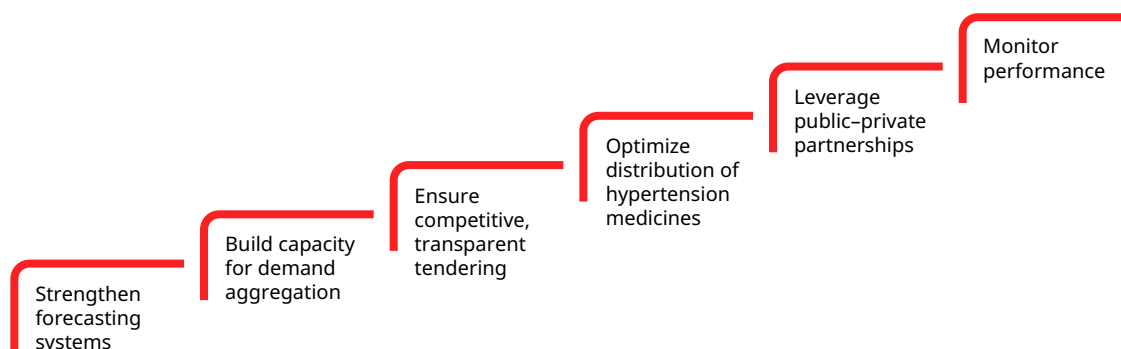 Strengthen
forecasting
systems
Build capacity
for demand
aggregation
Ensure
competitive,
transparent
tendering
Optimize
distribution of
hypertension
medicines
Leverage
public–private
partnerships
Monitor
performance